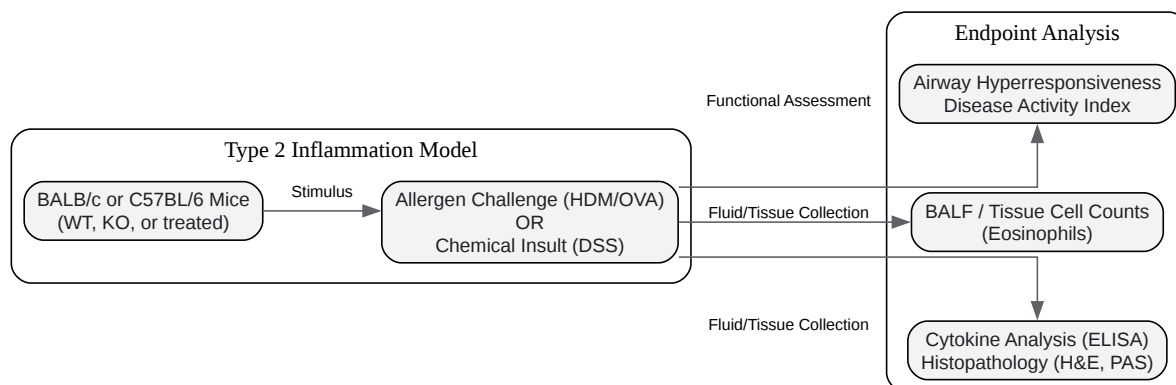 Type 2 Inflammation Model
BALB/c or C57BL/6 Mice
(WT, KO, or treated)
Stimulus
Allergen Challenge (HDM/OVA)
OR
Chemical Insult (DSS)
Functional Assessment
Fluid/Tissue Collection
Fluid/Tissue Collection
Endpoint Analysis
Airway Hyperresponsiveness
Disease Activity Index
BALF / Tissue Cell Counts
(Eosinophils)
Cytokine Analysis (ELISA)
Histopathology (H&E, PAS)